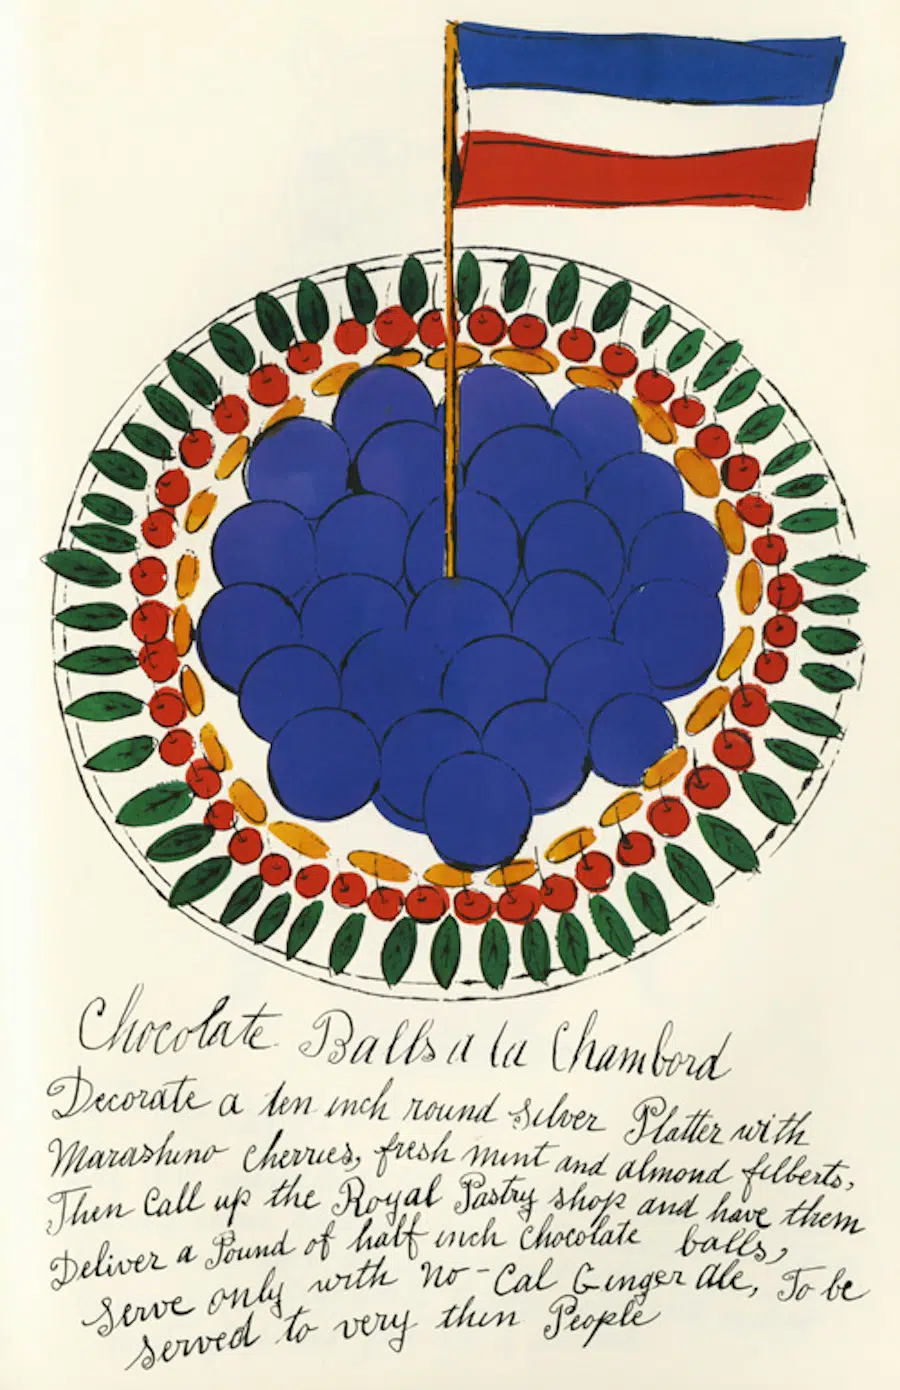 Chocolate Balls a la Chambord
Decorate a ten inch round silver Platter with
Marashino cherries, fresh mint and almond filberts,
Then Call up the Royal Pastry shop and have them
Deliver a Pound of half inch chocolate balls,
Serve only with No-Cal Ginger Ale, To be
served to very thin People